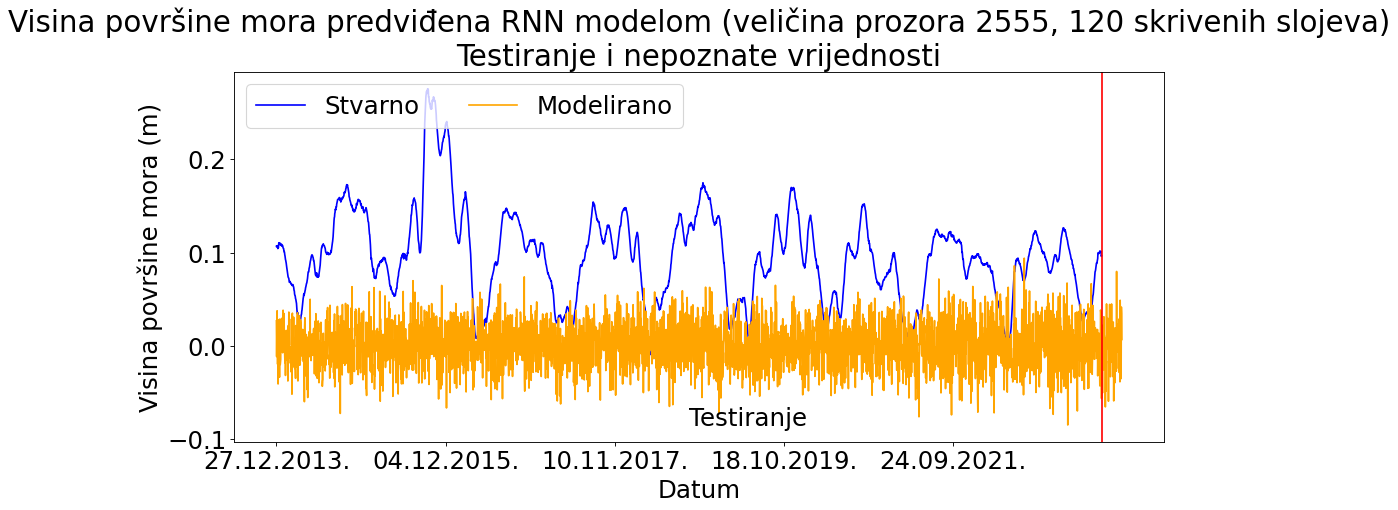 Visina površine mora predviđena RNN modelom (veličina prozora 2555, 120 skrivenih slojeva)
Testiranje i nepoznate vrijednosti
Stvarno Modelirano
Visina površine mora (m)
0.2
0.1
0.0
−0.1
Testiranje
27.12.2013. 04.12.2015. 10.11.2017. 18.10.2019. 24.09.2021.
Datum